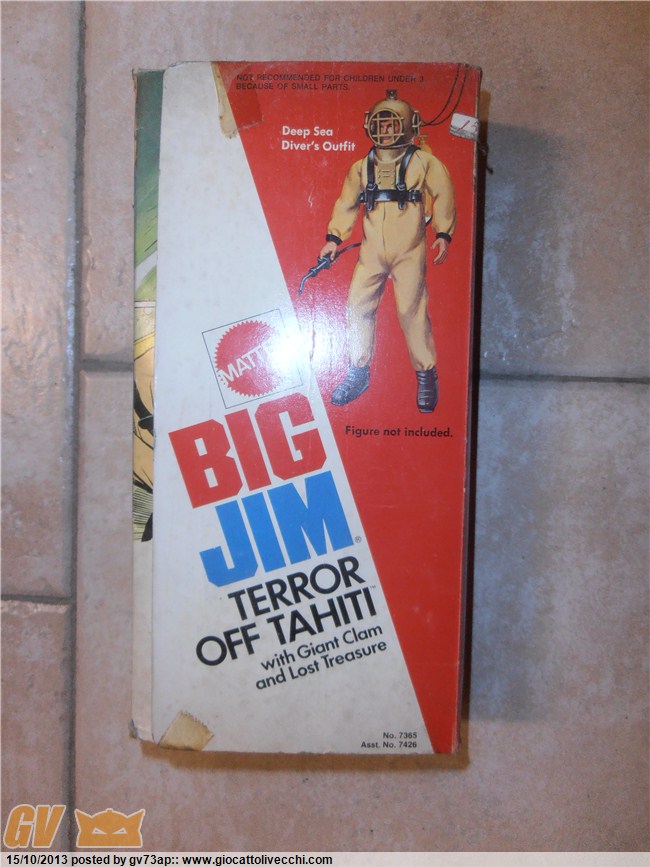 NOT RECOMMENDED FOR CHILDREN UNDER 3
BECAUSE OF SMALL PARTS
Deep Sea
Diver's Outfit
MATTEL
Figure not included.
BIG
JIM®
TERROR
OFF TAHITI™
with Giant Clam
and Lost Treasure
No. 7365
Asst. No. 7426
GV
15/10/2013 posted by gv73ap:: www.giocattolivecchi.com